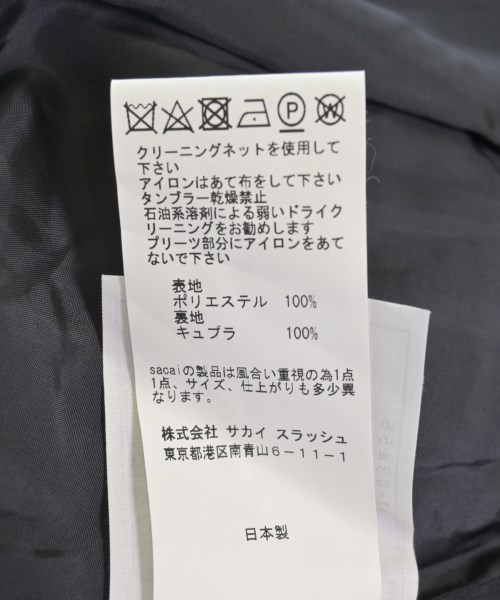 P W
クリーニングネットを使用して
下さい
アイロンはあて布をして下さい
タンブラー乾燥禁止
石油系溶剤による弱いドライク
リーニングをお勧めします
プリーツ部分にアイロンをあて
ないで下さい
表地
ポリエステル 100%
裏地
キュプラ 100%
sacaiの製品は風合い重視の為1点
1点、サイズ、仕上がりも多少異
なります。
株式会社 サカイ スラッシュ
東京都港区南青山6-11-1
日本製